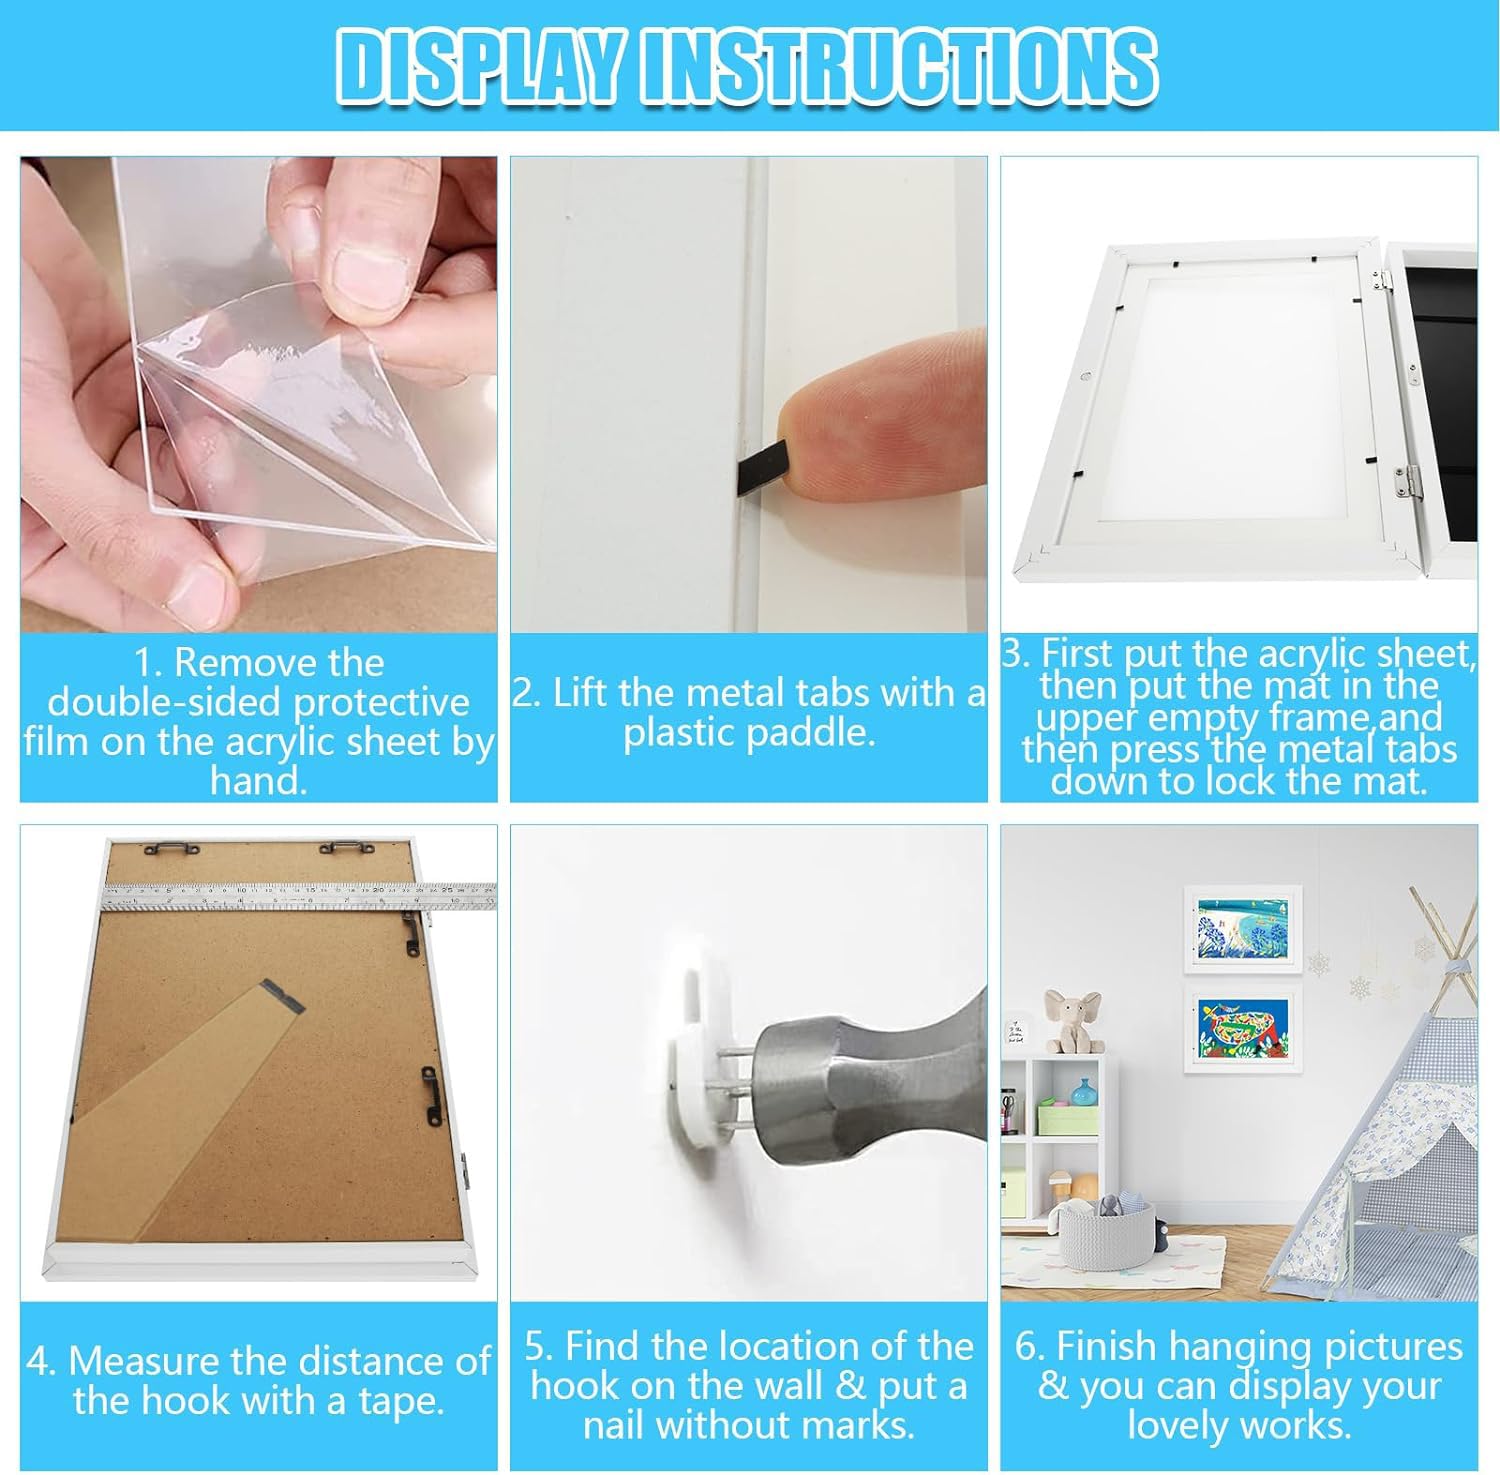 DISPLAY INSTRUCTIONS
1. Remove the
double-sided protective
film on the acrylic sheet by
hand.
2. Lift the metal tabs with a
plastic paddle.
3. First put the acrylic sheet,
then put the mat in the
upper empty frame,and
then press the metal tabs
down to lock the mat.
4. Measure the distance of
the hook with a tape.
5. Find the location of the
hook on the wall & put a
nail without marks.
6. Finish hanging pictures
& you can display your
lovely works.